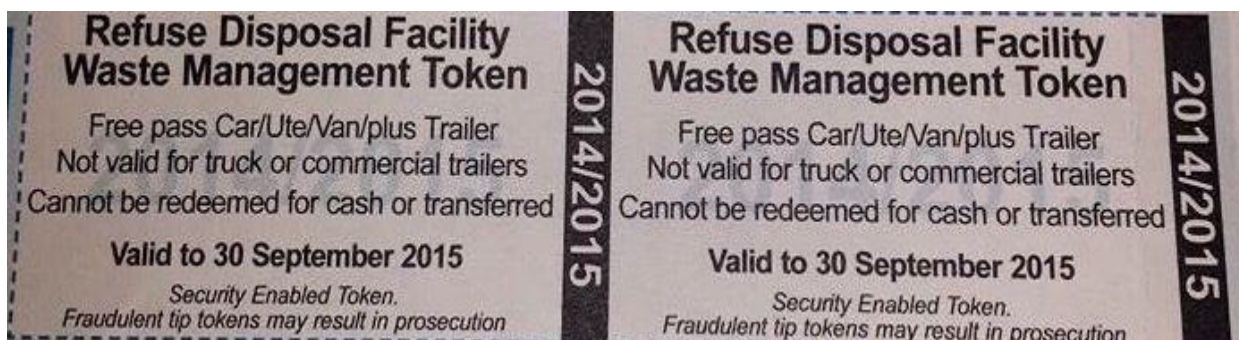 Refuse Disposal Facility
Waste Management Token
Free pass Car/Ute/Van/plus Trailer
Not valid for truck or commercial trailers
Cannot be redeemed for cash or transferred
Valid to 30 September 2015
Security Enabled Token.
Fraudulent tip tokens may result in prosecution
2014/2015
Refuse Disposal Facility
Waste Management Token
Free pass Car/Ute/Van/plus Trailer
Not valid for truck or commercial trailers
Cannot be redeemed for cash or transferred
Valid to 30 September 2015
Security Enabled Token.
Fraudulent tip tokens may result in prosecution
2014/2015